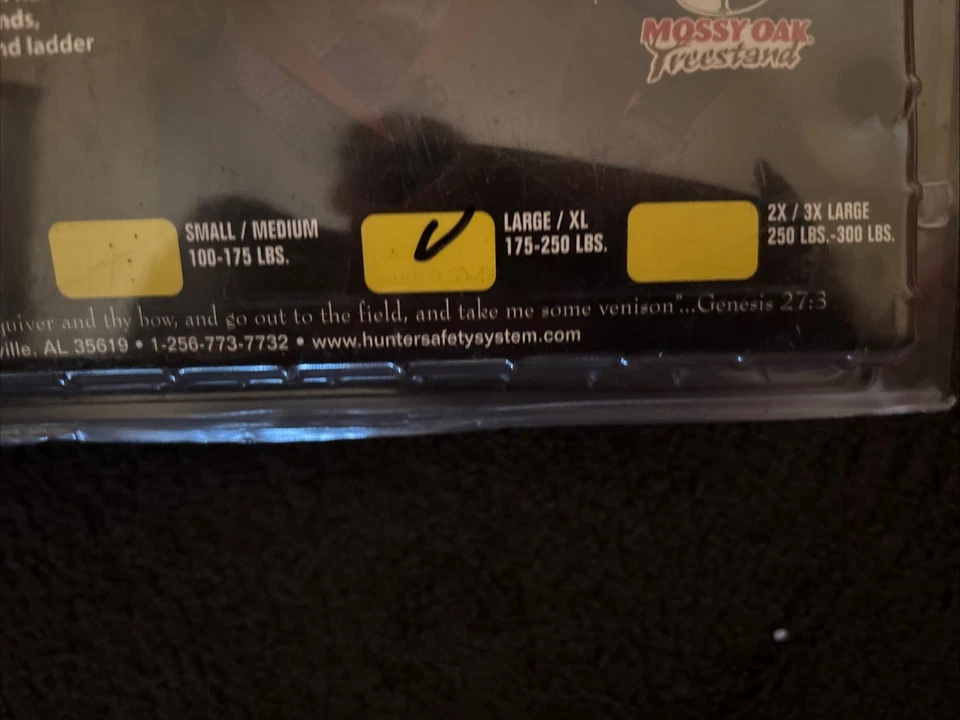 nds,
nd ladder
MOSSY OAK
Treestand
SMALL / MEDIUM
100-175 LBS.
LARGE / XL
175-250 LBS.
2X / 3X LARGE
250 LBS.-300 LBS.
quiver and thy bow, and go out to the field, and take me some venison"...Genesis 27:3
ville, AL 35619 • 1-256-773-7732 • www.huntersafetysystem.com